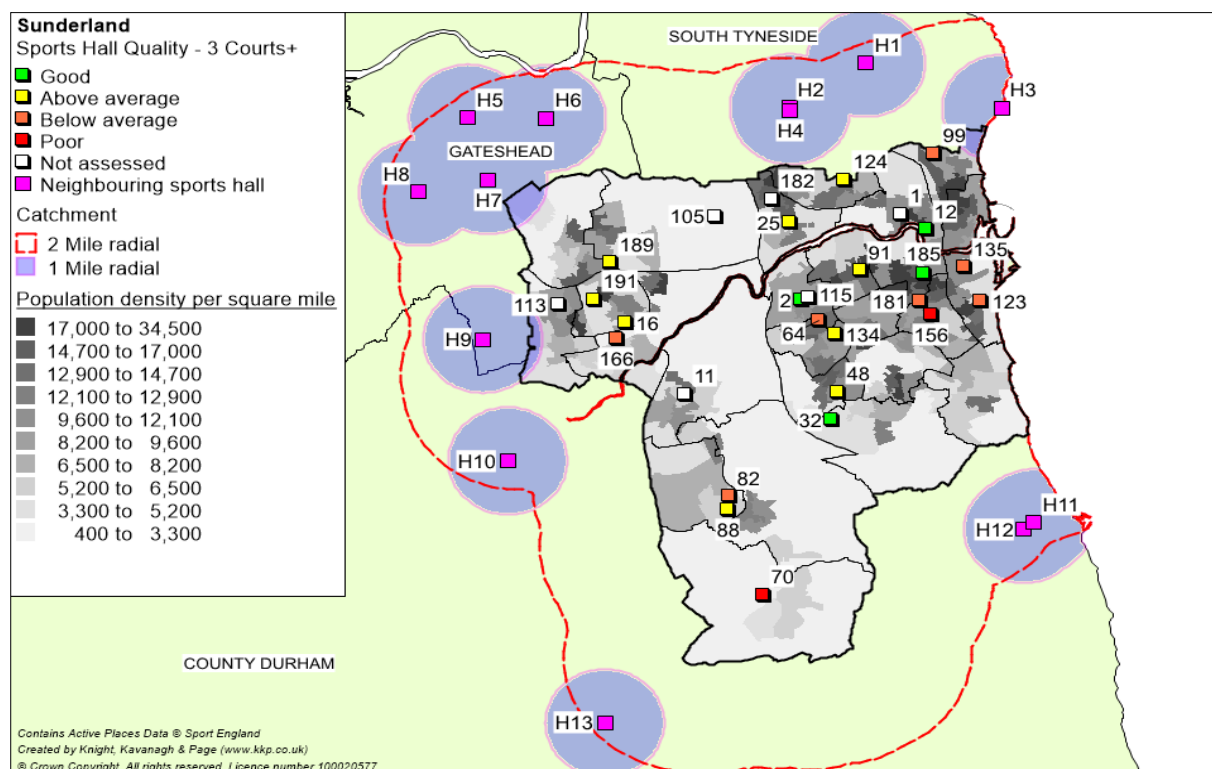 Sunderland
Sports Hall Quality - 3 Courts+
Good
Above average
Below average
Poor
Not assessed
Neighbouring sports hall
Catchment
2 Mile radial
1 Mile radial
Population density per square mile
17,000 to 34,500
14,700 to 17,000
12,900 to 14,700
12,100 to 12,900
9,600 to 12,100
8,200 to 9,600
6,500 to 8,200
5,200 to 6,500
3,300 to 5,200
400 to 3,300
SOUTH TYNESIDE
H1
H2
H3
H4
H5
H6
99
GATESHEAD
H8
H7
124
182
1
12
105
25
189
91
185
135
191
113
2
115
181
123
16
64
134
156
H9
166
11
48
32
H10
82
H11
H12
88
70
COUNTY DURHAM
H13
Contains Active Places Data © Sport England
Created by Knight, Kavanagh & Page (www.kkp.co.uk)
© Crown Copyright. All rights reserved. Licence number 100020577